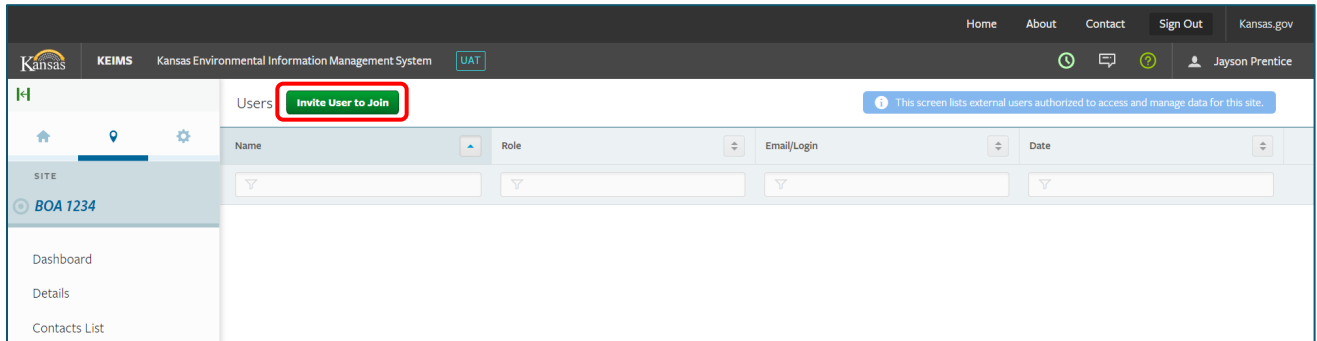 Home About Contact Sign Out Kansas.gov
Kansas KEIMS Kansas Environmental Information Management System UAT ? Jayson Prentice
Users Invite User to Join i This screen lists external users authorized to access and manage data for this site.
Name Role Email/Login Date
SITE
BOA 1234
Dashboard
Details
Contacts List